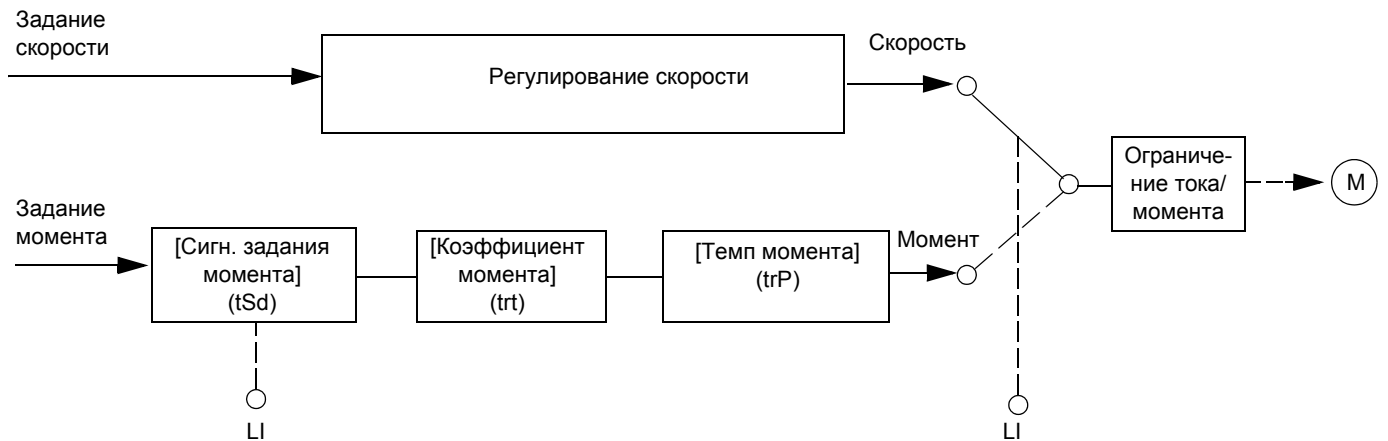 Задание
скорости
Регулирование скорости
Скорость
Ограниче-
ние тока/
момента
M
Задание
момента
[Сигн. задания
момента]
(tSd)
[Коэффициент
момента]
(trt)
[Темп момента]
(trP)
Момент
LI
LI